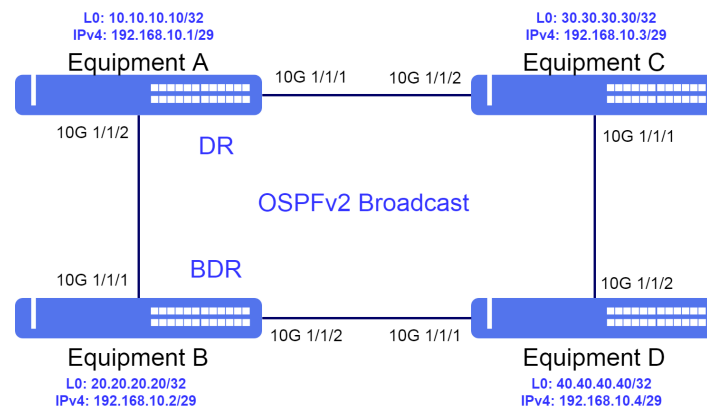 L0: 10.10.10.10/32
IPv4: 192.168.10.1/29
Equipment A
L0: 30.30.30.30/32
IPv4: 192.168.10.3/29
Equipment C
10G 1/1/1
10G 1/1/2
10G 1/1/2
DR
10G 1/1/1
OSPFv2 Broadcast
BDR
10G 1/1/1
10G 1/1/2
10G 1/1/2
10G 1/1/1
Equipment B
L0: 20.20.20.20/32
IPv4: 192.168.10.2/29
Equipment D
L0: 40.40.40.40/32
IPv4: 192.168.10.4/29